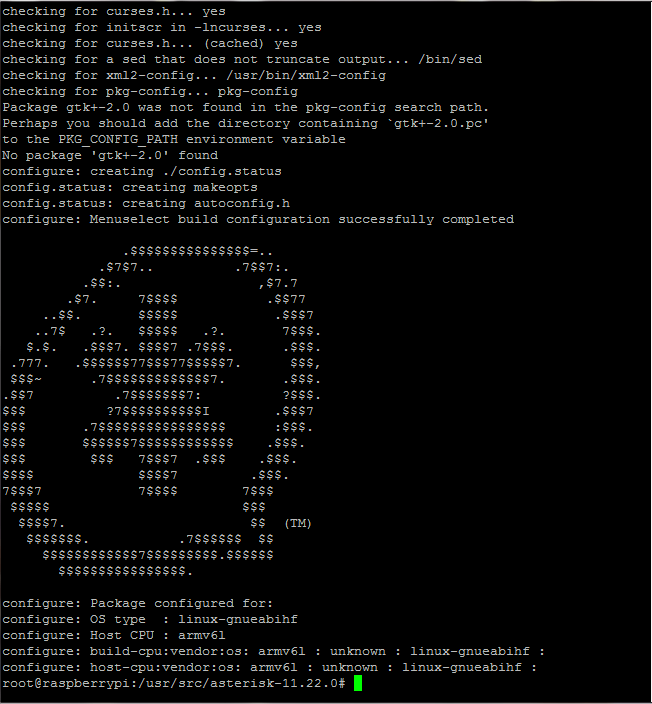 checking for curses.h... yes
checking for initscr in -lncurses... yes
checking for curses.h... (cached) yes
checking for a sed that does not truncate output... /bin/sed
checking for xml2-config... /usr/bin/xml2-config
checking for pkg-config... pkg-config
Package gtk+-2.0 was not found in the pkg-config search path.
Perhaps you should add the directory containing `gtk+-2.0.pc'
to the PKG_CONFIG_PATH environment variable
No package 'gtk+-2.0' found
configure: creating ./config.status
config.status: creating makeopts
config.status: creating autoconfig.h
configure: Menuselect build configuration successfully completed
               .$$$$$$$$$$$$$$$=..
            .$7$7..          .7$$7:.
          .$$:.                 ,$7.7
        .$7.     7$$$$           .$$77
     ..$$.       $$$$$            .$$$7
    ..7$   .?.   $$$$$   .?.       7$$$.
   $.$.   .$$$7. $$$$7 .7$$$.      .$$$.
 .777.   .$$$$$$77$$$77$$$$$7.      $$$,
 $$$~      .7$$$$$$$$$$$$$7.       .$$$.
.$$7          .7$$$$$$$7:          ?$$$.
$$$          ?7$$$$$$$$$$I        .$$$7
$$$       .7$$$$$$$$$$$$$$$$      :$$$.
$$$       $$$$$$7$$$$$$$$$$$$    .$$$.
$$$        $$$   7$$$7  .$$$    .$$$.
$$$$             $$$$7         .$$$.
7$$$7            7$$$$        7$$$
 $$$$$                        $$$
  $$$$7.                       $$  (TM)
   $$$$$$$.           .7$$$$$$  $$
     $$$$$$$$$$$$7$$$$$$$$$.$$$$$$
       $$$$$$$$$$$$$$$$.
configure: Package configured for:
configure: OS type  : linux-gnueabihf
configure: Host CPU : armv6l
configure: build-cpu:vendor:os: armv6l : unknown : linux-gnueabihf :
configure: host-cpu:vendor:os: armv6l : unknown : linux-gnueabihf :
root@raspberrypi:/usr/src/asterisk-11.22.0#